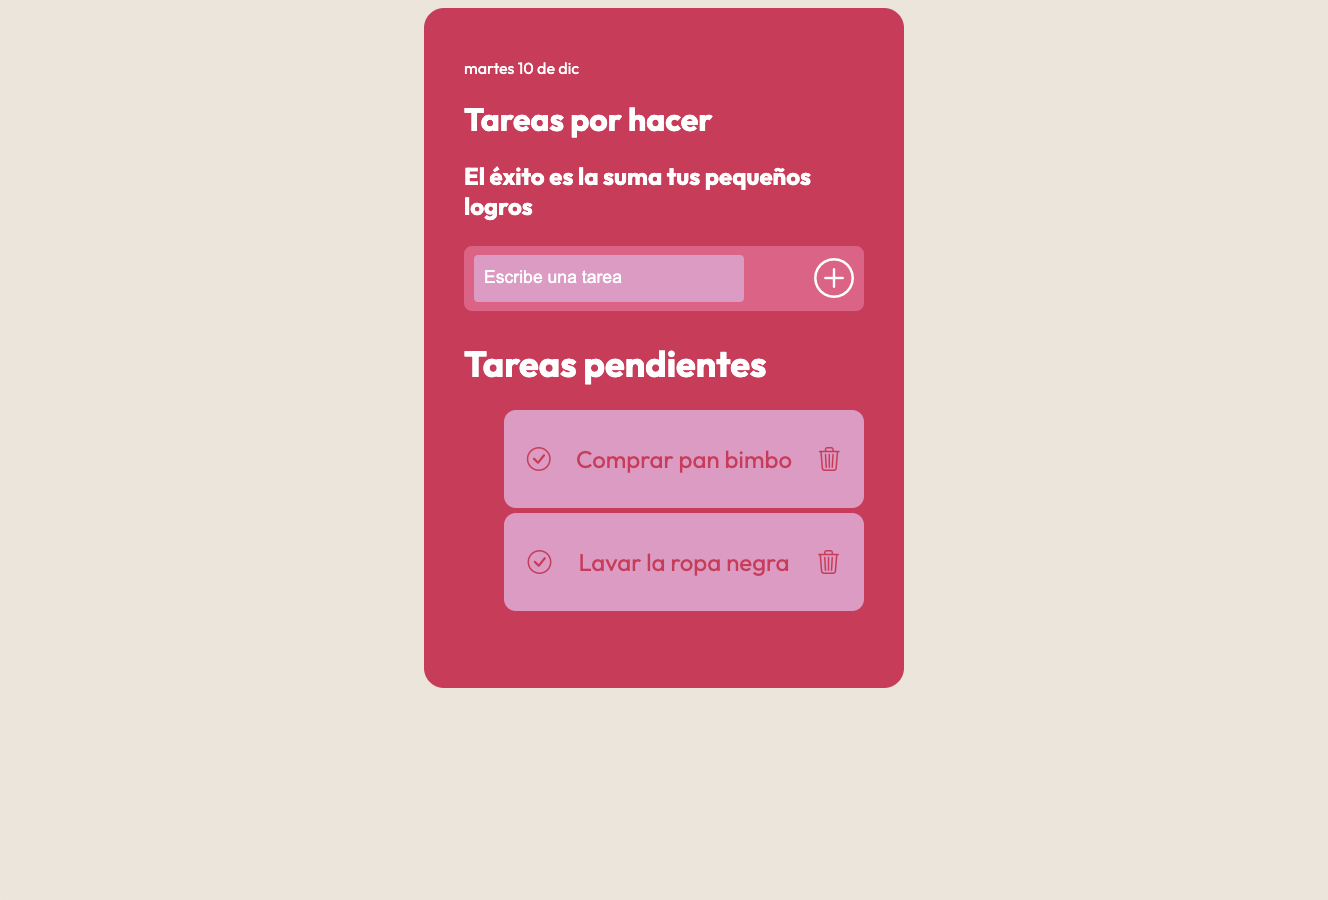 martes 10 de dic
Tareas por hacer
El éxito es la suma tus pequeños
logros
Escribe una tarea
Tareas pendientes
Comprar pan bimbo
Lavar la ropa negra